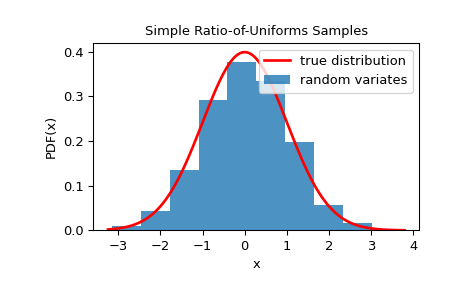 Simple Ratio-of-Uniforms Samples
true distribution
random variates
PDF(x)
0.4
0.3
0.2
0.1
0.0
−3 −2 −1 0 1 2 3 4
x